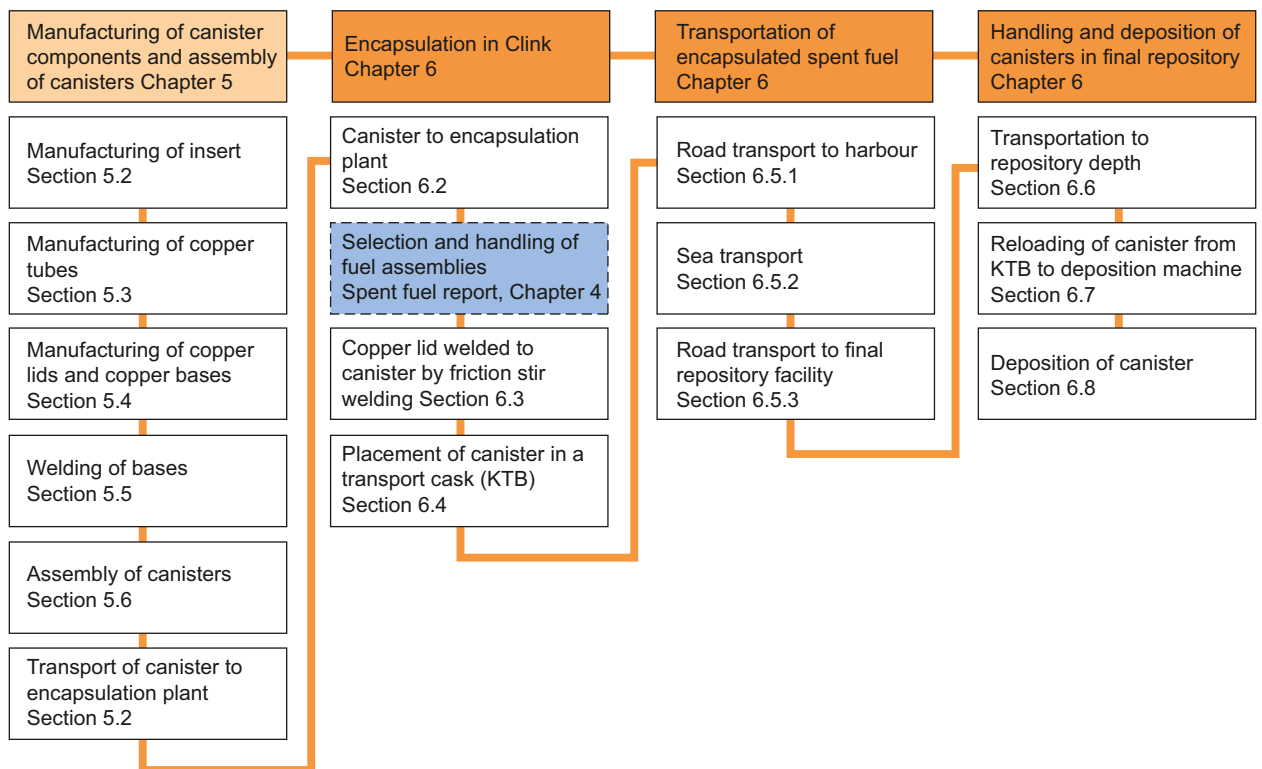 Manufacturing of canister
components and assembly
of canisters Chapter 5
Manufacturing of insert
Section 5.2
Manufacturing of copper
tubes
Section 5.3
Manufacturing of copper
lids and copper bases
Section 5.4
Welding of bases
Section 5.5
Assembly of canisters
Section 5.6
Transport of canister to
encapsulation plant
Section 5.2
Encapsulation in Clink
Chapter 6
Canister to encapsulation
plant
Section 6.2
Selection and handling of
fuel assemblies
Spent fuel report, Chapter 4
Copper lid welded to
canister by friction stir
welding Section 6.3
Placement of canister in a
transport cask (KTB)
Section 6.4
Transportation of
encapsulated spent fuel
Chapter 6
Road transport to harbour
Section 6.5.1
Sea transport
Section 6.5.2
Road transport to final
repository facility
Section 6.5.3
Handling and deposition of
canisters in final repository
Chapter 6
Transportation to
repository depth
Section 6.6
Reloading of canister from
KTB to deposition machine
Section 6.7
Deposition of canister
Section 6.8